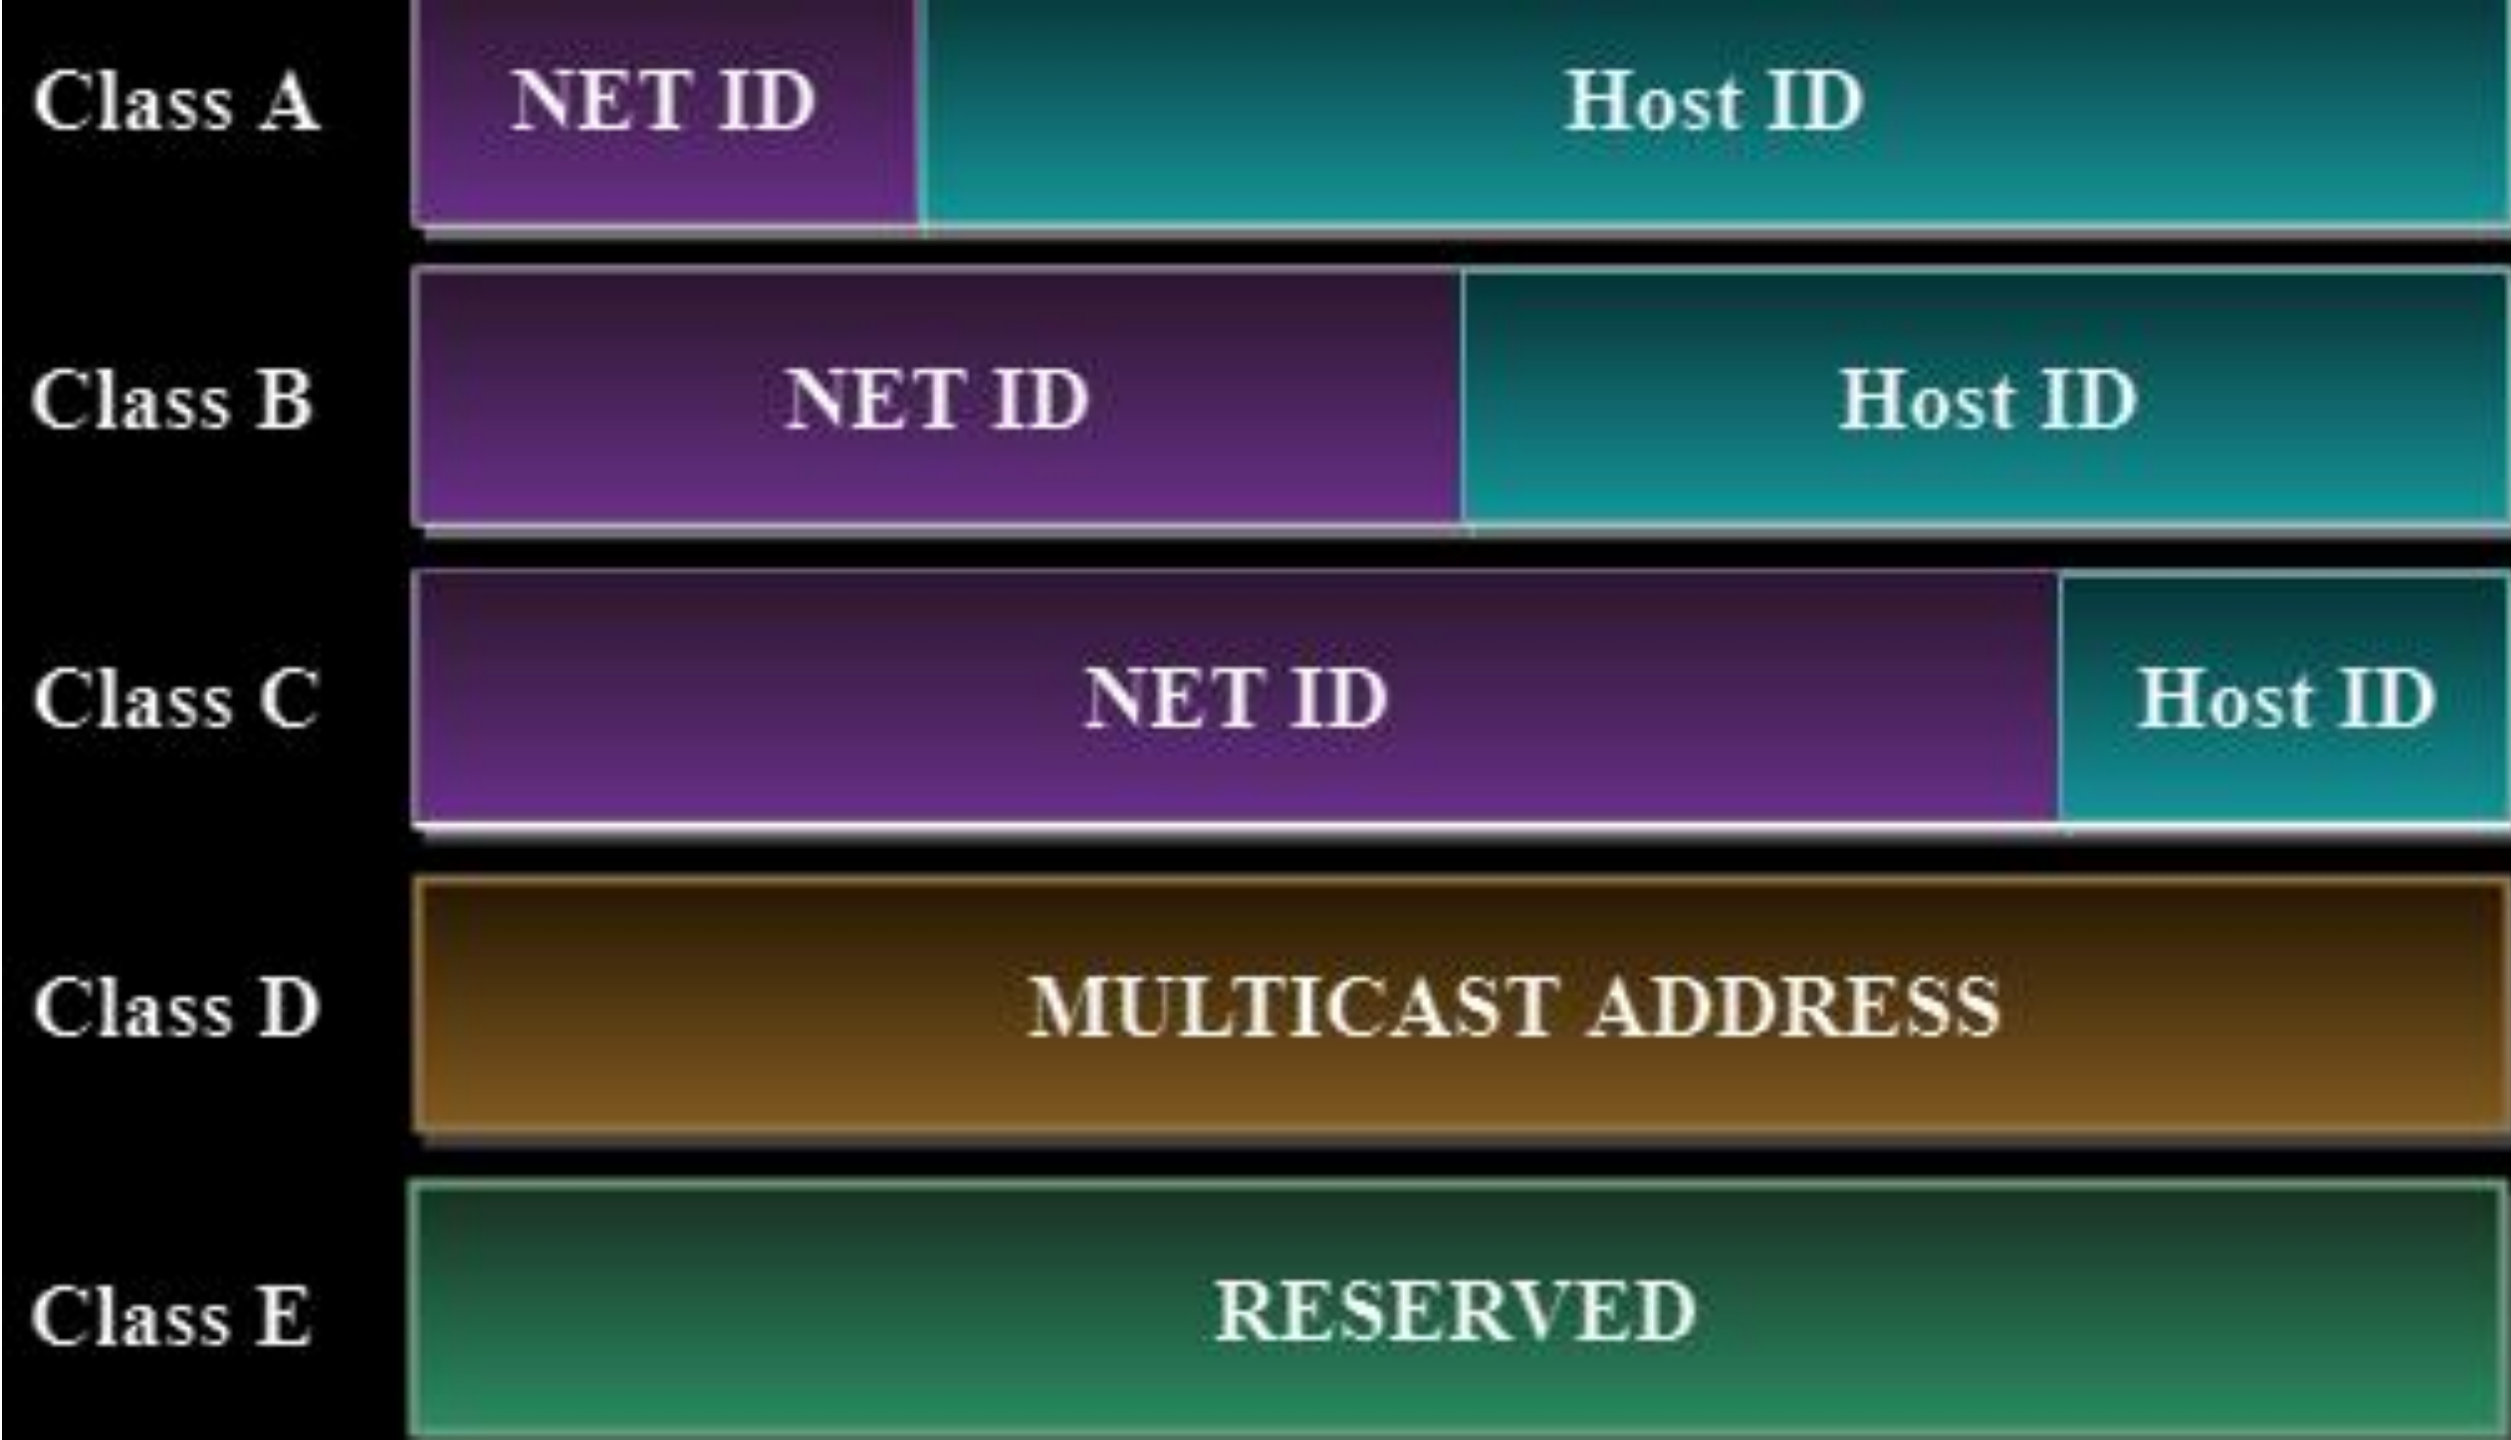 Class A NET ID Host ID
Class B NET ID Host ID
Class C NET ID Host ID
Class D MULTICAST ADDRESS
Class E RESERVED